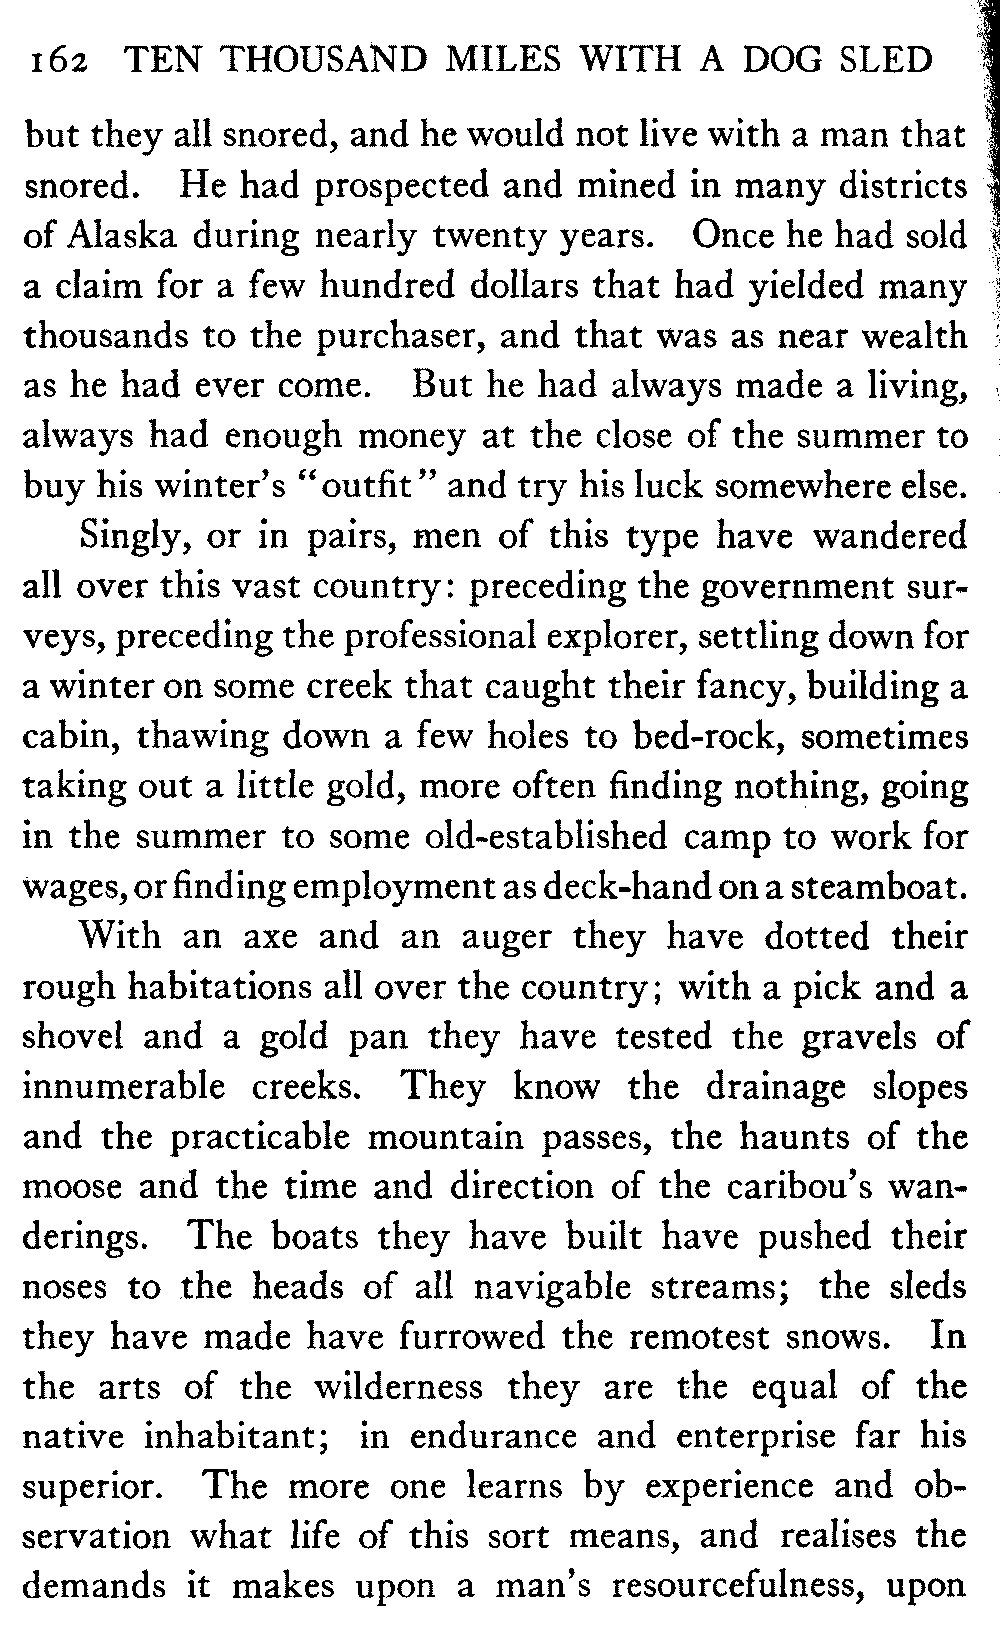 162 TEN THOUSAND MILES WITH A DOG SLED
but they all snored, and he would not live with a man that
snored. He had prospected and mined in many districts
of Alaska during nearly twenty years. Once he had sold
a claim for a few hundred dollars that had yielded many
thousands to the purchaser, and that was as near wealth
as he had ever come. But he had always made a living,
always had enough money at the close of the summer to
buy his winter's "outfit" and try his luck somewhere else.
Singly, or in pairs, men of this type have wandered
all over this vast country: preceding the government sur-
veys, preceding the professional explorer, settling down for
a winter on some creek that caught their fancy, building a
cabin, thawing down a few holes to bed-rock, sometimes
taking out a little gold, more often finding nothing, going
in the summer to some old-established camp to work for
wages, or finding employment as deck-hand on a steamboat.
With an axe and an auger they have dotted their
rough habitations all over the country; with a pick and a
shovel and a gold pan they have tested the gravels of
innumerable creeks. They know the drainage slopes
and the practicable mountain passes, the haunts of the
moose and the time and direction of the caribou's wan-
derings. The boats they have built have pushed their
noses to the heads of all navigable streams; the sleds
they have made have furrowed the remotest snows. In
the arts of the wilderness they are the equal of the
native inhabitant; in endurance and enterprise far his
superior. The more one learns by experience and ob-
servation what life of this sort means, and realises the
demands it makes upon a man's resourcefulness, upon